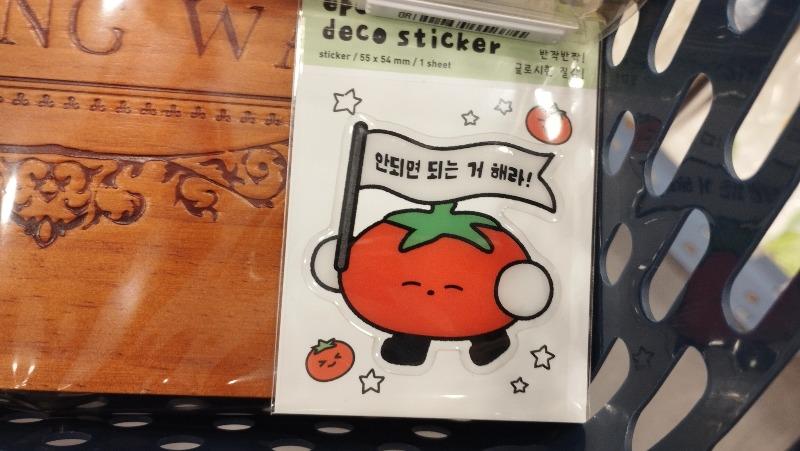 deco sticker
sticker / 55 x 54 mm / 1 sheet
반짝반짝!
글로시한 질감!
안되면 되는 거 해라!